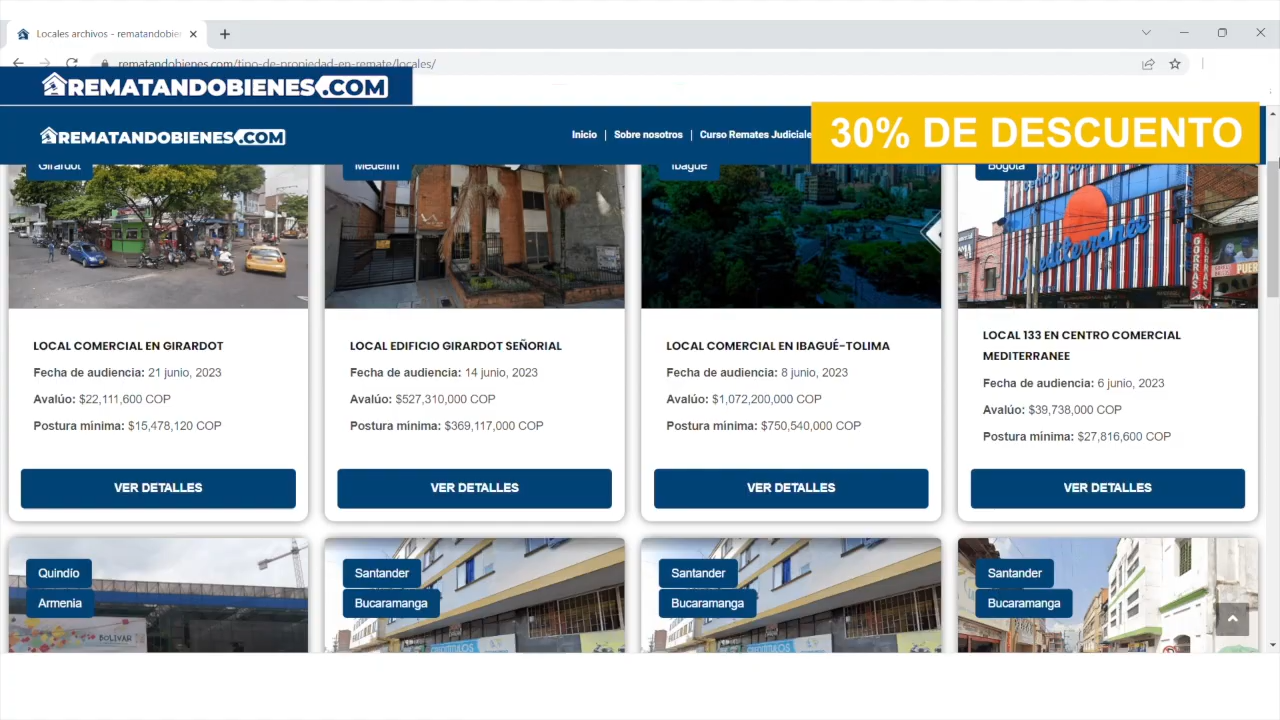 Locales archivos - rematandobien
rematandobienes.com/tipo-de-propiedad-en-remate/locales/
REMATANDOBIENES.COM
REMATANDOBIENES.COM
Inicio | Sobre nosotros | Curso Remates Judiciale
30% DE DESCUENTO
Girardot
Medellín
Ibagué
Bogotá
Mediterranee
GORRAS
LOCAL COMERCIAL EN GIRARDOT
Fecha de audiencia: 21 junio, 2023
Avalúo: $22,111,600 COP
Postura mínima: $15,478,120 COP
VER DETALLES
LOCAL EDIFICIO GIRARDOT SEÑORIAL
Fecha de audiencia: 14 junio, 2023
Avalúo: $527,310,000 COP
Postura mínima: $369,117,000 COP
VER DETALLES
LOCAL COMERCIAL EN IBAGUÉ-TOLIMA
Fecha de audiencia: 8 junio, 2023
Avalúo: $1,072,200,000 COP
Postura mínima: $750,540,000 COP
VER DETALLES
LOCAL 133 EN CENTRO COMERCIAL
MEDITERRANEE
Fecha de audiencia: 6 junio, 2023
Avalúo: $39,738,000 COP
Postura mínima: $27,816,600 COP
VER DETALLES
Quindío
Armenia
BOLIVAR
Santander
Bucaramanga
Santander
Bucaramanga
Santander
Bucaramanga